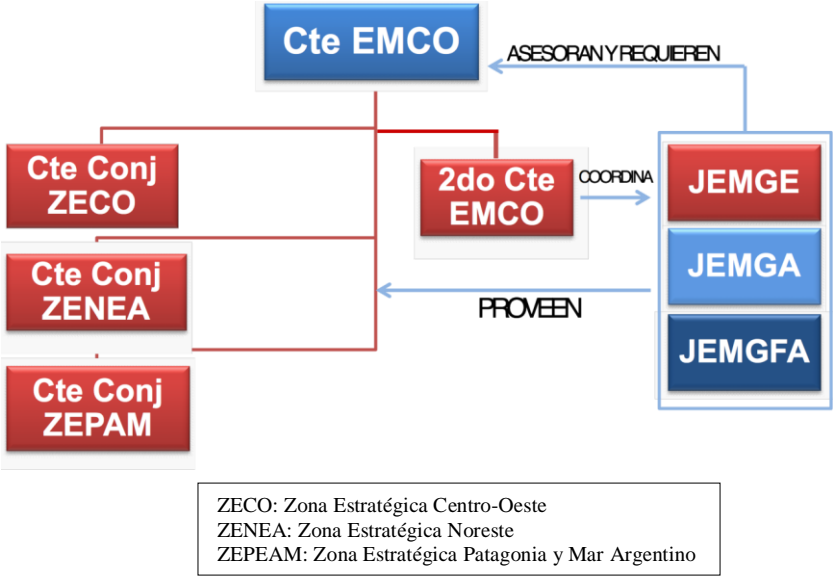 Cte EMCO
ASESORAN Y REQUIEREN
Cte Conj
ZECO
2do Cte
EMCO
COORDINA
JEMGE
Cte Conj
ZENEA
JEMGA
PROVEEN
JEMGFA
Cte Conj
ZEPAM
ZECO: Zona Estratégica Centro-Oeste
ZENEA: Zona Estratégica Noreste
ZEPEAM: Zona Estratégica Patagonia y Mar Argentino